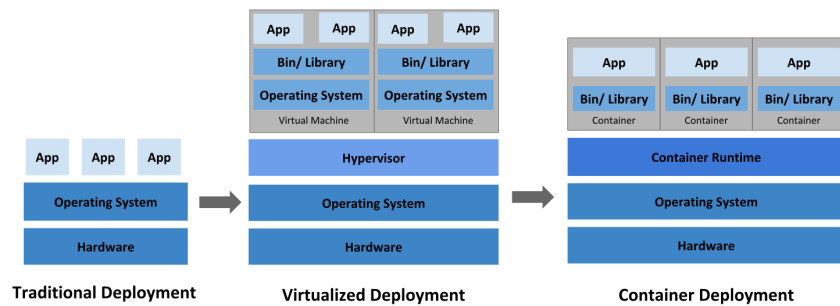 App App App
Operating System
Hardware
Traditional Deployment
App App App App
Bin/ Library Bin/ Library
Operating System Operating System
Virtual Machine Virtual Machine
Hypervisor
Operating System
Hardware
Virtualized Deployment
App App App
Bin/ Library Bin/ Library Bin/ Library
Container Container Container
Container Runtime
Operating System
Hardware
Container Deployment